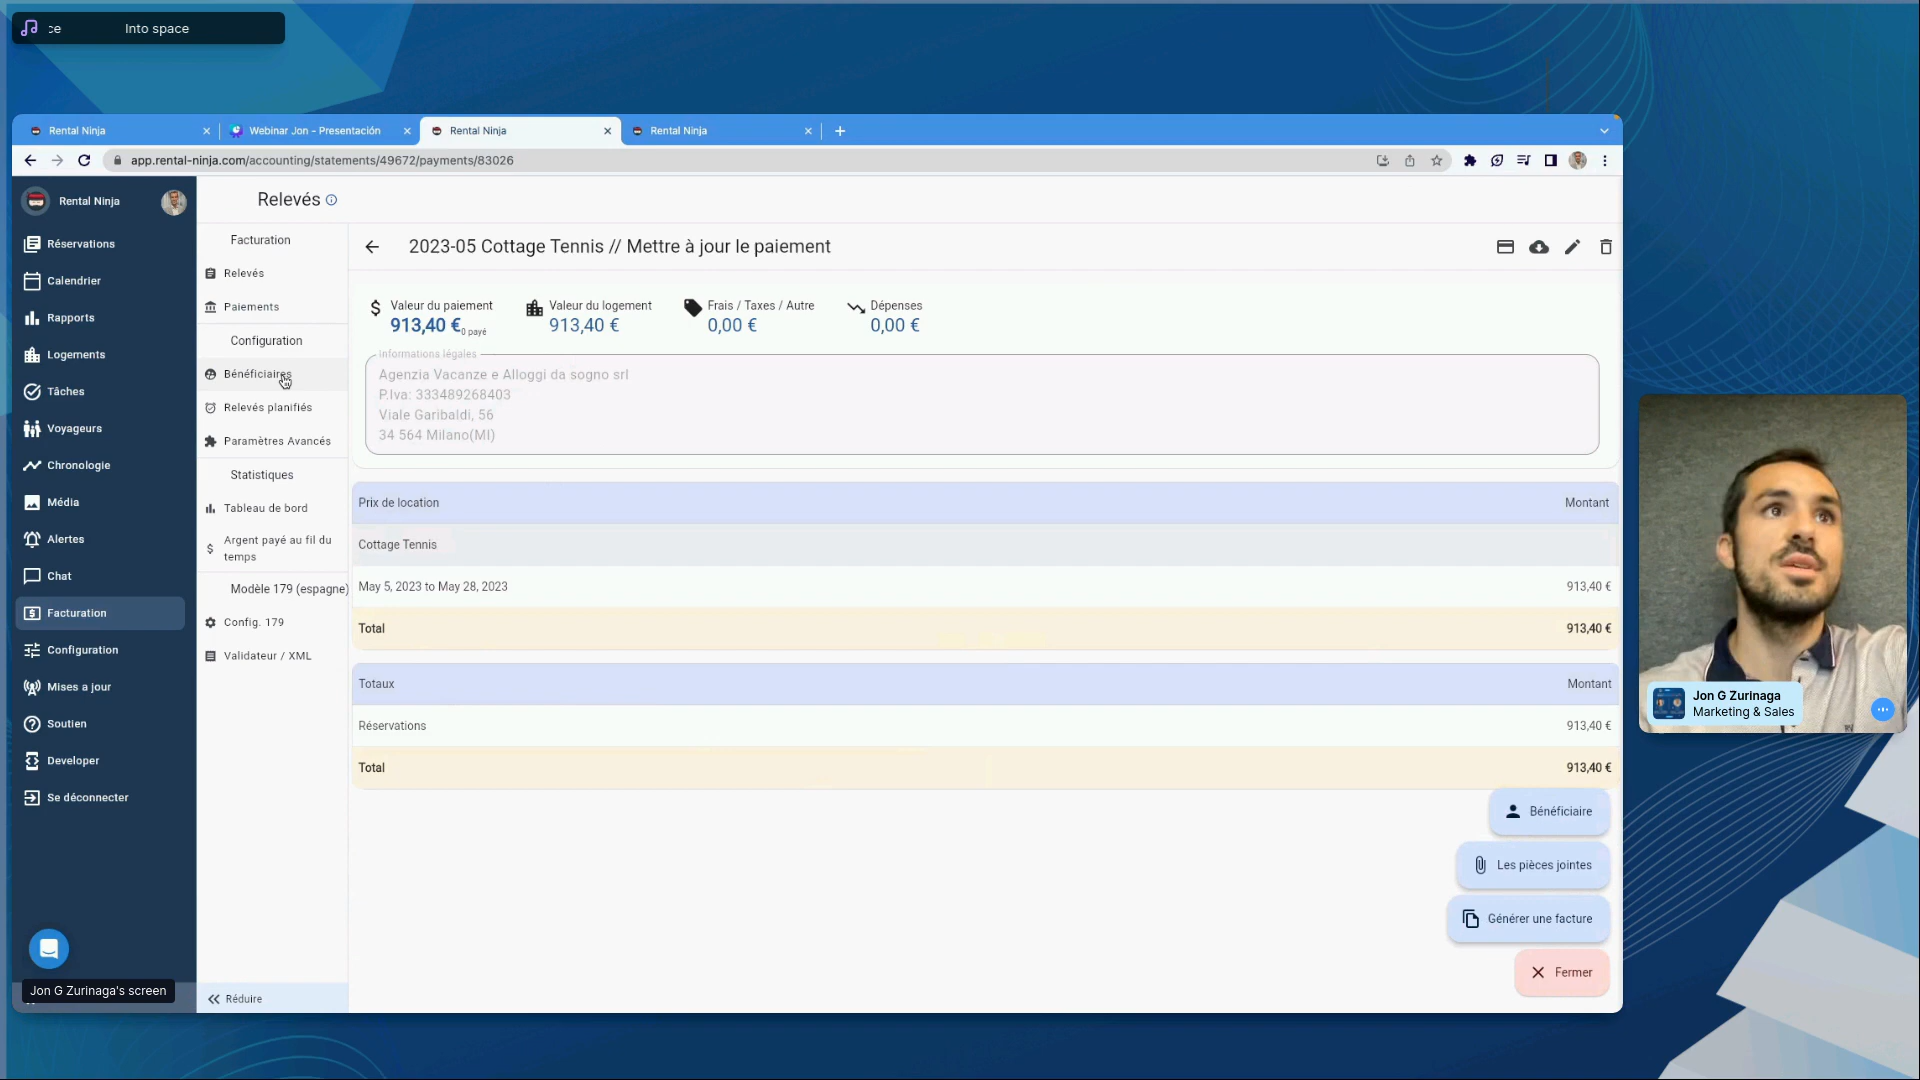 ce Into space
Rental Ninja
Webinar Jon - Presentación
Rental Ninja
Rental Ninja
app.rental-ninja.com/accounting/statements/49672/payments/83026
Rental Ninja
Réservations
Calendrier
Rapports
Logements
Tâches
Voyageurs
Chronologie
Média
Alertes
Chat
Facturation
Configuration
Mises a jour
Soutien
Developer
Se déconnecter
Jon G Zurinaga's screen
Relevés
Facturation
Relevés
Paiements
Configuration
Bénéficiaires
Relevés planifiés
Paramètres Avancés
Statistiques
Tableau de bord
Argent payé au fil du
temps
Modèle 179 (espagne)
Config. 179
Validateur / XML
Réduire
2023-05 Cottage Tennis // Mettre à jour le paiement
Valeur du paiement
913,40 € 0 payé
Valeur du logement
913,40 €
Frais / Taxes / Autre
0,00 €
Dépenses
0,00 €
Informations légales
Agenzia Vacanze e Alloggi da sogno srl
P.Iva: 333489268403
Viale Garibaldi, 56
34 564 Milano(MI)
Prix de location Montant
Cottage Tennis
May 5, 2023 to May 28, 2023 913,40 €
Total 913,40 €
Totaux Montant
Réservations 913,40 €
Total 913,40 €
Bénéficiaire
Les pièces jointes
Générer une facture
Fermer
Jon G Zurinaga
Marketing & Sales